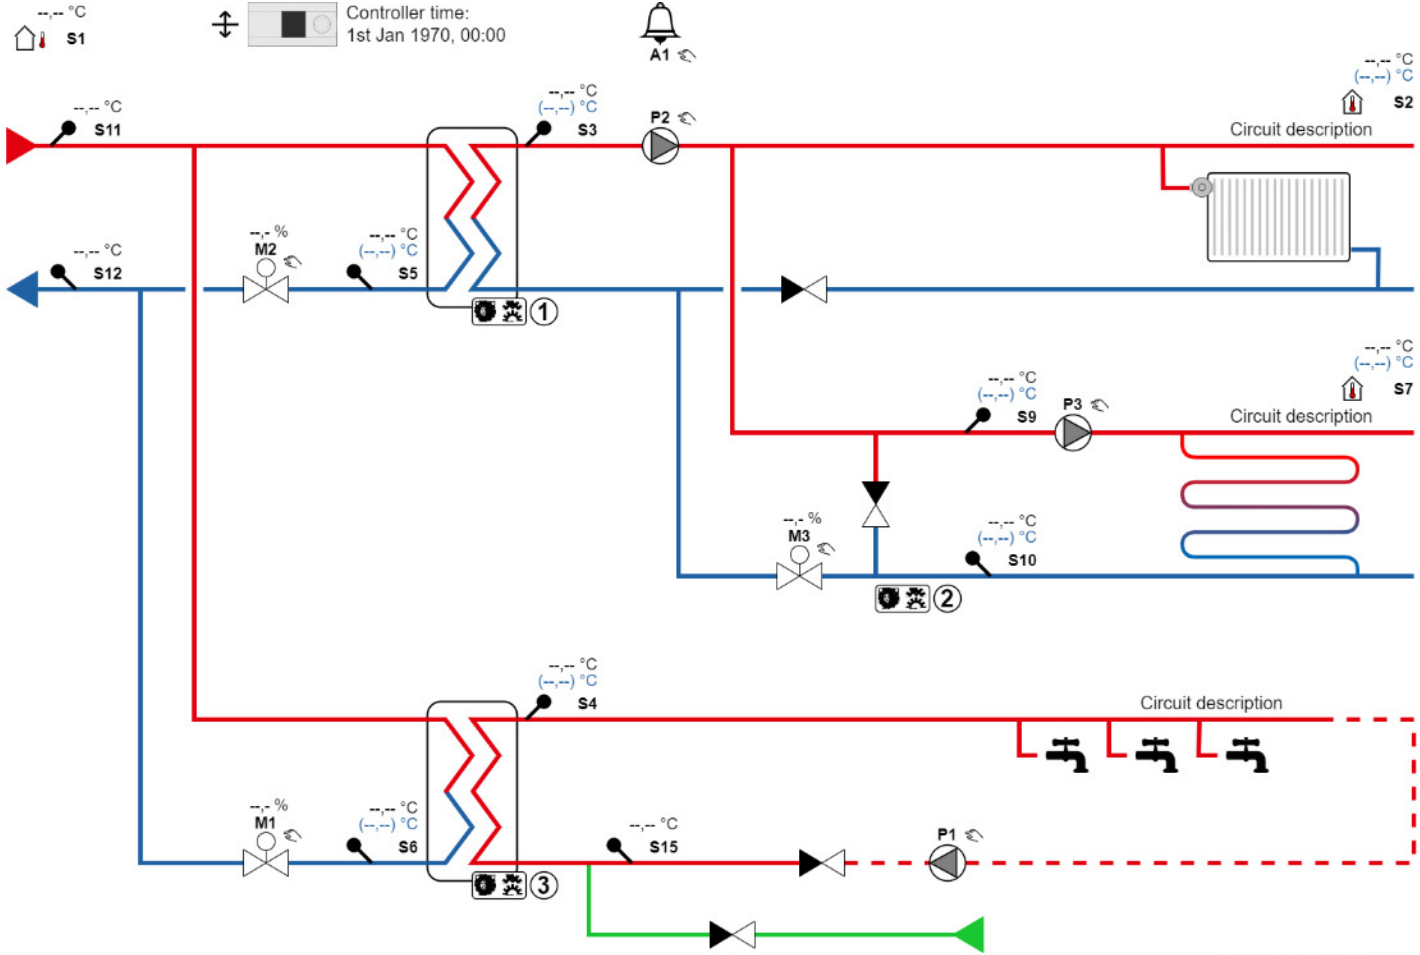 --,-- °C
S1
Controller time:
1st Jan 1970, 00:00
A1
--,-- °C
(--,--) °C
S2
Circuit description
--,-- °C
S11
--,-- °C
(--,--) °C
S3
P2
--,-- °C
S12
--,- %
M2
--,-- °C
(--,--) °C
S5
1
--,-- °C
(--,--) °C
S7
Circuit description
--,-- °C
(--,--) °C
S9
P3
--,- %
M3
--,-- °C
(--,--) °C
S10
2
--,-- °C
(--,--) °C
S4
Circuit description
--,- %
M1
--,-- °C
(--,--) °C
S6
--,-- °C
S15
P1
3